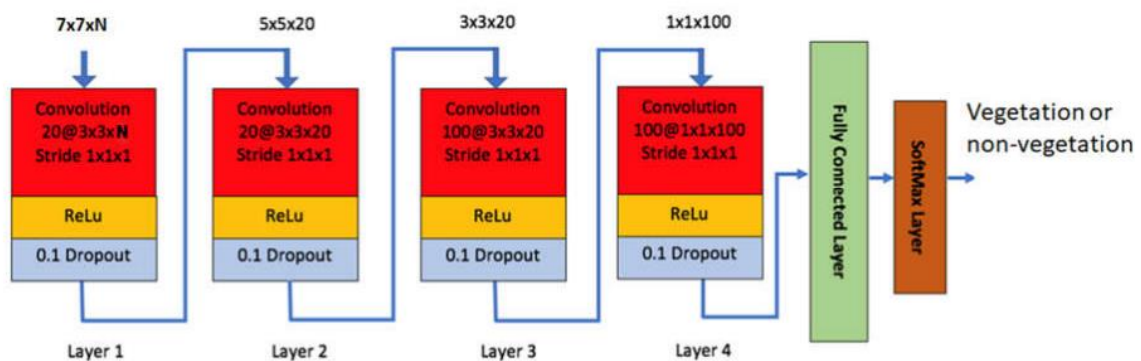 7x7xN
5x5x20
3x3x20
1x1x100
Convolution
20@3x3xN
Stride 1x1x1
ReLu
0.1 Dropout
Layer 1
Convolution
20@3x3x20
Stride 1x1x1
ReLu
0.1 Dropout
Layer 2
Convolution
100@3x3x20
Stride 1x1x1
ReLu
0.1 Dropout
Layer 3
Convolution
100@1x1x100
Stride 1x1x1
ReLu
0.1 Dropout
Layer 4
Fully Connected Layer
SoftMax Layer
Vegetation or
non-vegetation